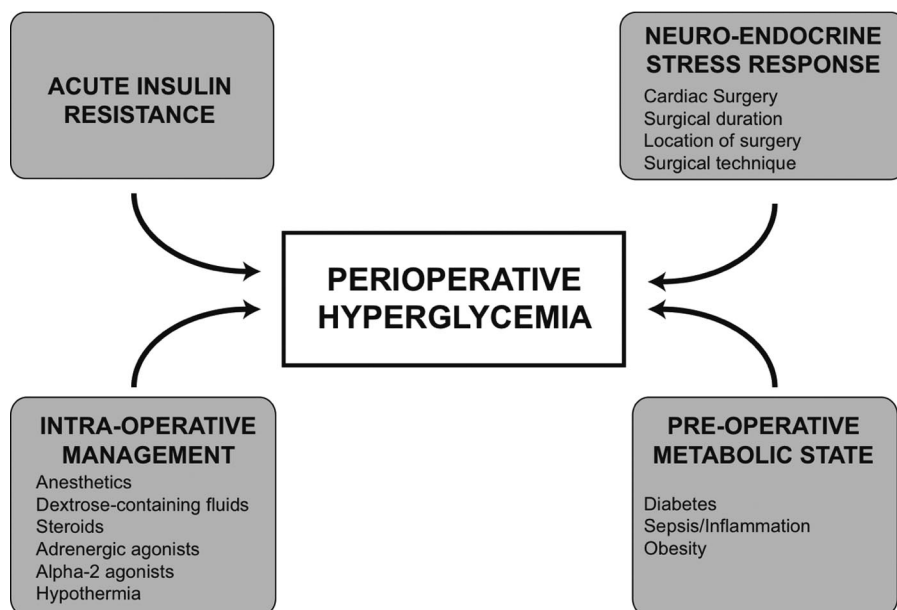 ACUTE INSULIN
RESISTANCE
NEURO-ENDOCRINE
STRESS RESPONSE
Cardiac Surgery
Surgical duration
Location of surgery
Surgical technique
PERIOPERATIVE
HYPERGLYCEMIA
INTRA-OPERATIVE
MANAGEMENT
Anesthetics
Dextrose-containing fluids
Steroids
Adrenergic agonists
Alpha-2 agonists
Hypothermia
PRE-OPERATIVE
METABOLIC STATE
Diabetes
Sepsis/Inflammation
Obesity